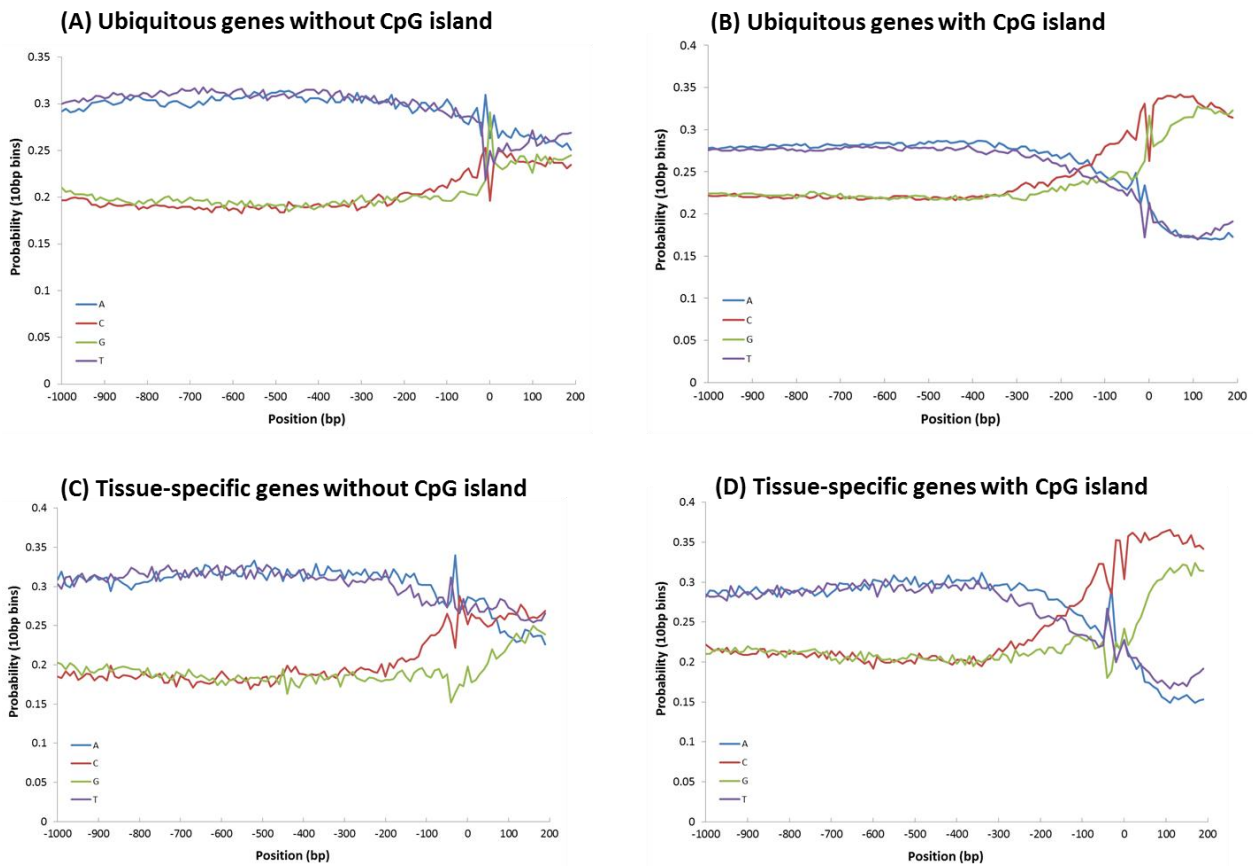 (A) Ubiquitous genes without CpG island
0.35
0.3
0.25
0.2
0.15
0.1
0.05
0
Probability (10bp bins)
A
C
G
T
-1000 -900 -800 -700 -600 -500 -400 -300 -200 -100 0 100 200
Position (bp)
(B) Ubiquitous genes with CpG island
0.4
0.35
0.3
0.25
0.2
0.15
0.1
0.05
0
Probability (10bp bins)
A
C
G
T
-1000 -900 -800 -700 -600 -500 -400 -300 -200 -100 0 100 200
Position (bp)
(C) Tissue-specific genes without CpG island
0.4
0.35
0.3
0.25
0.2
0.15
0.1
0.05
0
Probability (10bp bins)
A
C
G
T
-1000 -900 -800 -700 -600 -500 -400 -300 -200 -100 0 100 200
Position (bp)
(D) Tissue-specific genes with CpG island
0.4
0.35
0.3
0.25
0.2
0.15
0.1
0.05
0
Probability (10bp bins)
A
C
G
T
-1000 -900 -800 -700 -600 -500 -400 -300 -200 -100 0 100 200
Position (bp)